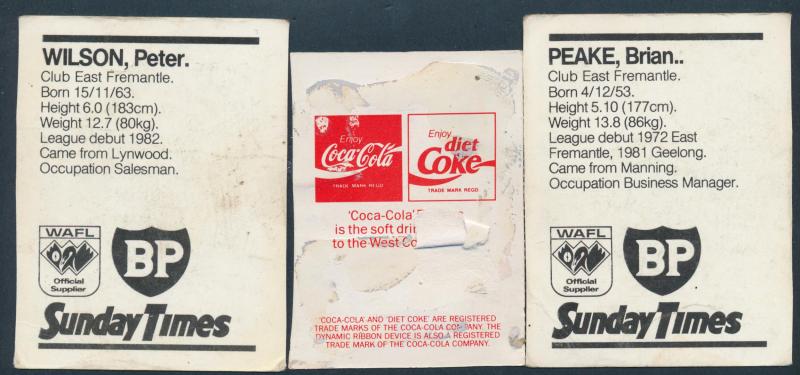 WILSON, Peter.
Club East Fremantle.
Born 15/11/63.
Height 6.0 (183cm).
Weight 12.7 (80kg).
League debut 1982.
Came from Lynwood.
Occupation Salesman.
WAFL
Official
Supplier
BP
Sunday Times
Enjoy
Coca-Cola
TRADE MARK REGD
Enjoy
diet
Coke
TRADE MARK REGD
'Coca-Cola'
is the soft
to the West
'COCA-COLA' AND 'DIET COKE' ARE REGISTERED
TRADE MARKS OF THE COCA-COLA COMPANY. THE
DYNAMIC RIBBON DEVICE IS ALSO A REGISTERED
TRADE MARK OF THE COCA-COLA COMPANY.
PEAKE, Brian..
Club East Fremantle.
Born 4/12/53.
Height 5.10 (177cm).
Weight 13.8 (86kg).
League debut 1972 East
Fremantle, 1981 Geelong.
Came from Manning.
Occupation Business Manager.
WAFL
Official
Supplier
BP
Sunday Times